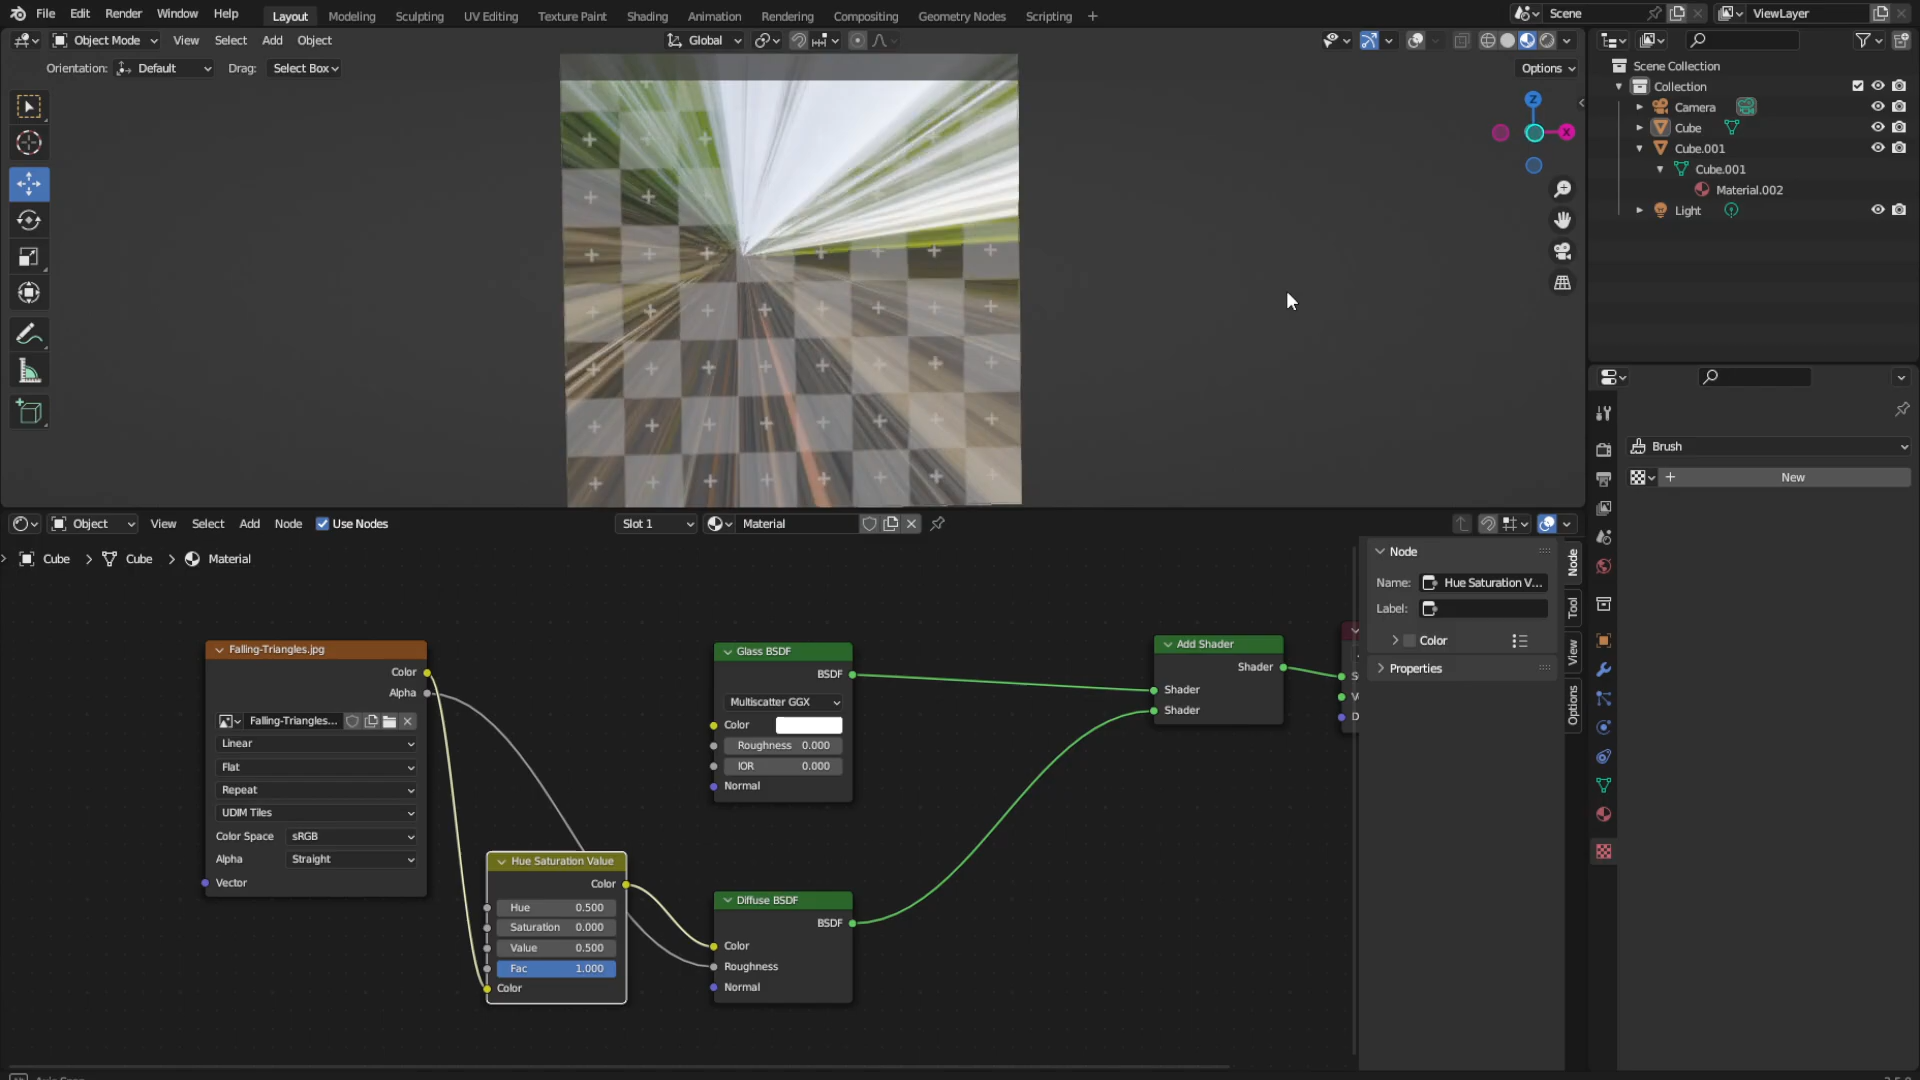 File Edit Render Window Help Layout Modeling Sculpting UV Editing Texture Paint Shading Animation Rendering Compositing Geometry Nodes Scripting + Scene ViewLayer
Object Mode View Select Add Object Global
Orientation: Default Drag: Select Box Options
Z
X
Scene Collection
Collection
Camera
Cube
Cube.001
Cube.001
Material.002
Light
Brush
+ New
Object View Select Add Node Use Nodes Slot 1 Material
Cube > Cube > Material
Falling-Triangles.jpg
Color
Alpha
Falling-Triangles...
Linear
Flat
Repeat
UDIM Tiles
Color Space sRGB
Alpha Straight
Vector
Hue Saturation Value
Color
Hue 0.500
Saturation 0.000
Value 0.500
Fac 1.000
Color
Glass BSDF
BSDF
Multiscatter GGX
Color
Roughness 0.000
IOR 0.000
Normal
Diffuse BSDF
BSDF
Color
Roughness
Normal
Add Shader
Shader
Shader
Shader
S
V
D
Node
Name: Hue Saturation V...
Label:
Color
Properties
Node
Tool
View
Options